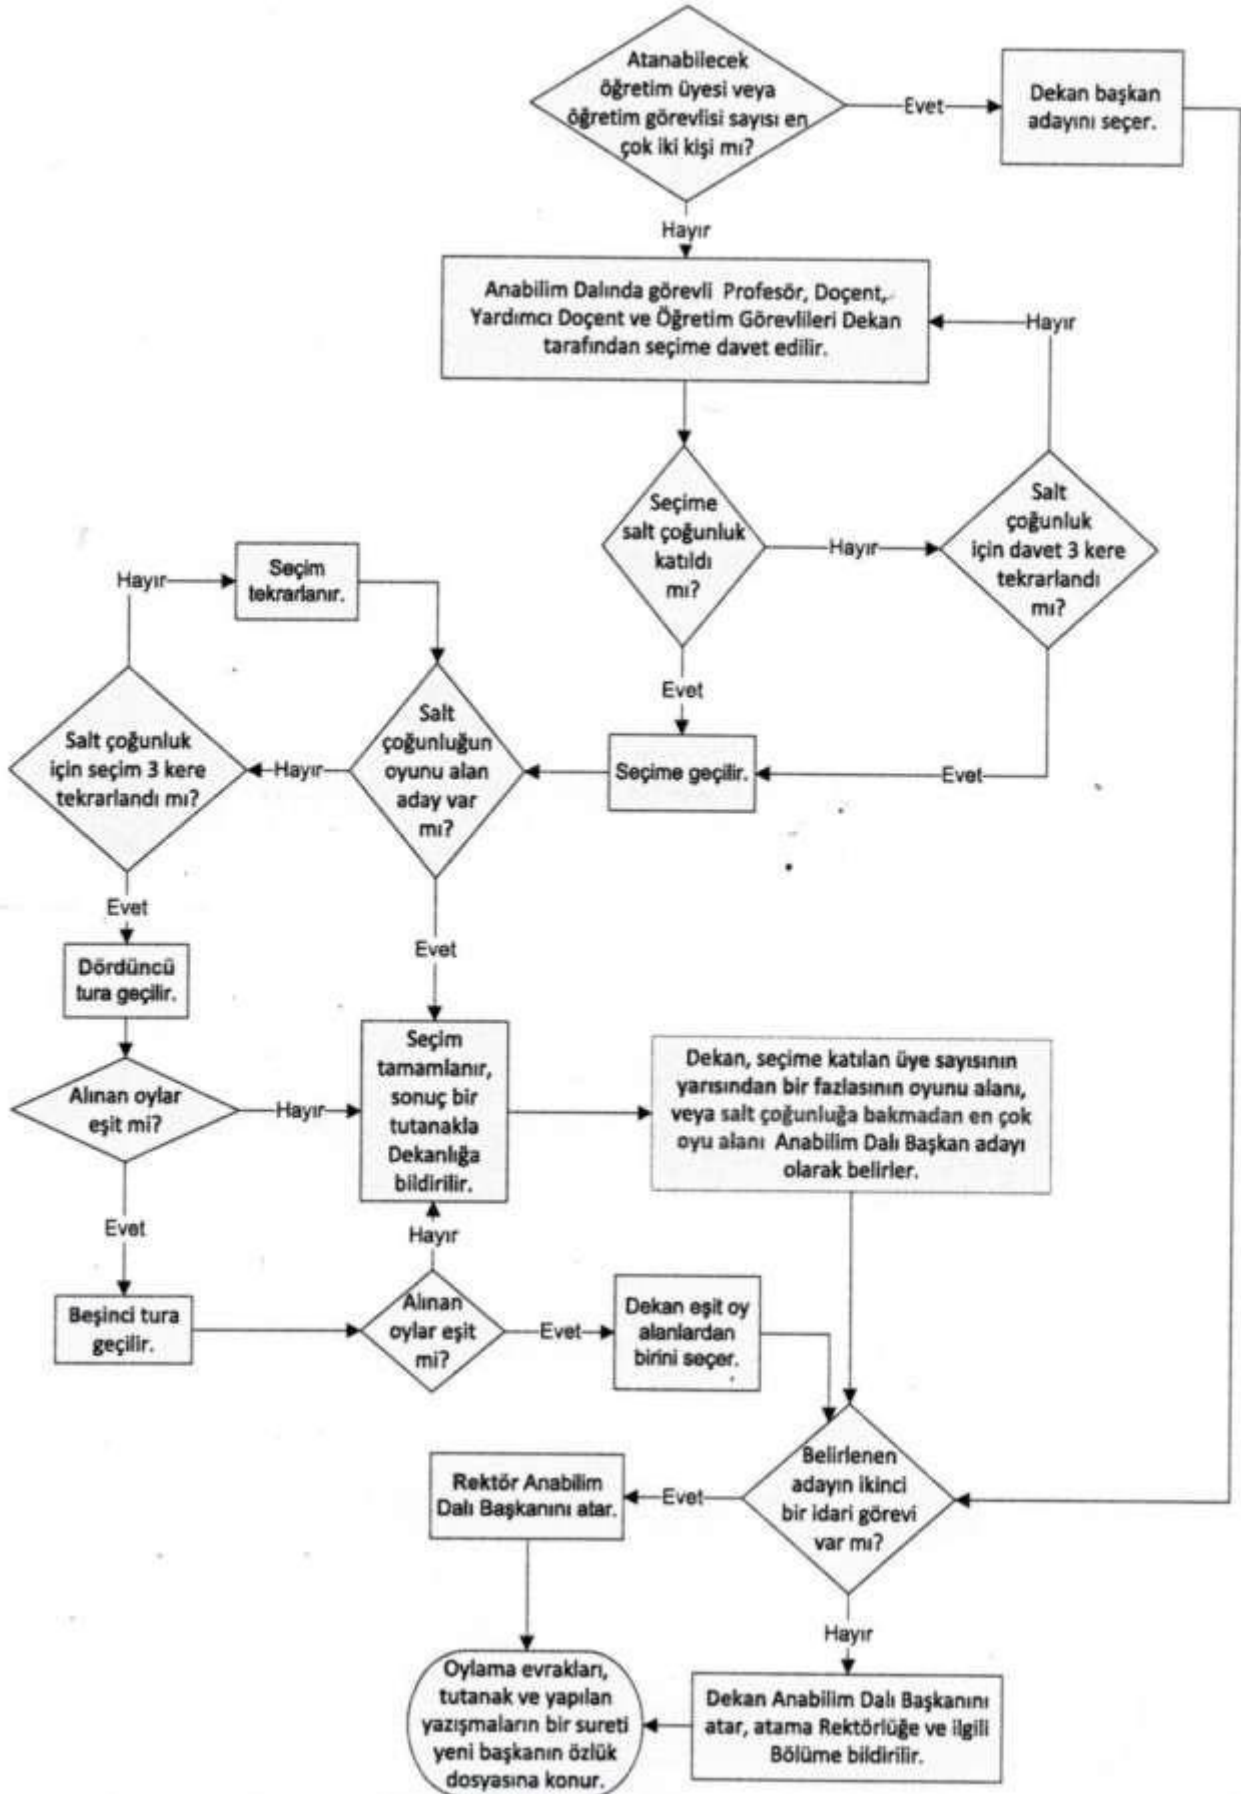 Atanabilecek
öğretim üyesi veya
öğretim görevlisi sayısı en
çok iki kişi mı?
Evet
Dekan başkan
adayını seçer.
Hayır
Anabilim Dalında görevli Profesör, Doçent,
Yardımcı Doçent ve Öğretim Görevlileri Dekan
tarafından seçime davet edilir.
Hayır
Seçime
salt çoğunluk
katıldı
mı?
Hayır
Salt
çoğunluk
için davet 3 kere
tekrarlandı
mı?
Hayır
Seçim
tekrarlanır.
Evet
Salt çoğunluk
için seçim 3 kere
tekrarlandı mı?
Hayır
Salt
çoğunluğun
oyunu alan
aday var
mı?
Seçime geçilir.
Evet
Evet
Dördüncü
tura geçilir.
Evet
Alınan oylar
eşit mi?
Hayır
Seçim
tamamlanır,
sonuç bir
tutanakla
Dekanlığa
bildirilir.
Dekan, seçime katılan üye sayısının
yarısından bir fazlasının oyunu alanı,
veya salt çoğunluğa bakmadan en çok
oyu alanı Anabilim Dalı Başkan adayı
olarak belirler.
Evet
Hayır
Beşinci tura
geçilir.
Alınan
oylar eşit
mi?
Evet
Dekan eşit oy
alanlardan
birini seçer.
Rektör Anabilim
Dalı Başkanını atar.
Evet
Belirlenen
adayın ikinci
bir idari görevi
var mı?
Hayır
Oylama evrakları,
tutanak ve yapılan
yazışmaların bir sureti
yeni başkanın özlük
dosyasına konur.
Dekan Anabilim Dalı Başkanını
atar, atama Rektörlüğe ve ilgili
Bölüme bildirilir.